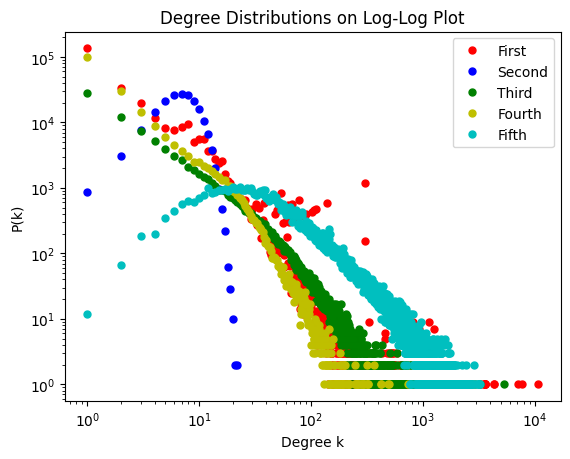 Degree Distributions on Log-Log Plot
First
Second
Third
Fourth
Fifth
P(k)
10^5
10^4
10^3
10^2
10^1
10^0
10^0 10^1 10^2 10^3 10^4
Degree k